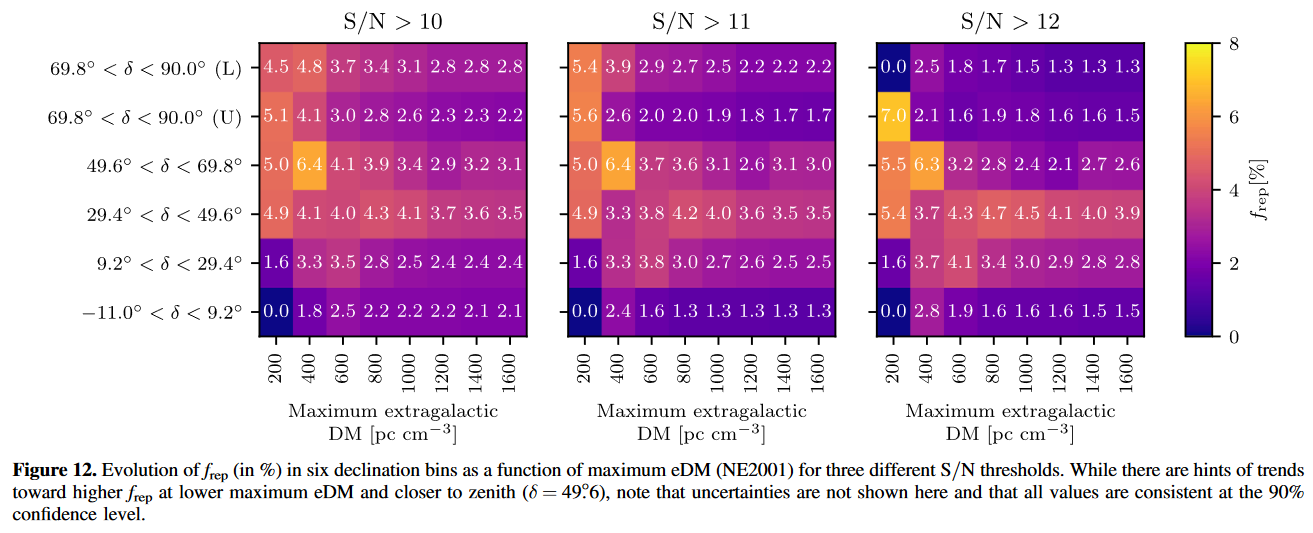 S/N > 10 S/N > 11 S/N > 12
69.8° < δ < 90.0° (L) 4.5 4.8 3.7 3.4 3.1 2.8 2.8 2.8 5.4 3.9 2.9 2.7 2.5 2.2 2.2 2.2 0.0 2.5 1.8 1.7 1.5 1.3 1.3 1.3
69.8° < δ < 90.0° (U) 5.1 4.1 3.0 2.8 2.6 2.3 2.3 2.2 5.6 2.6 2.0 2.0 1.9 1.8 1.7 1.7 7.0 2.1 1.6 1.9 1.8 1.6 1.6 1.5
49.6° < δ < 69.8° 5.0 6.4 4.1 3.9 3.4 2.9 3.2 3.1 5.0 6.4 3.7 3.6 3.1 2.6 3.1 3.0 5.5 6.3 3.2 2.8 2.4 2.1 2.7 2.6
29.4° < δ < 49.6° 4.9 4.1 4.0 4.3 4.1 3.7 3.6 3.5 4.9 3.3 3.8 4.2 4.0 3.6 3.5 3.5 5.4 3.7 4.3 4.7 4.5 4.1 4.0 3.9
9.2° < δ < 29.4° 1.6 3.3 3.5 2.8 2.5 2.4 2.4 2.4 1.6 3.3 3.8 3.0 2.7 2.6 2.5 2.5 1.6 3.7 4.1 3.4 3.0 2.9 2.8 2.8
−11.0° < δ < 9.2° 0.0 1.8 2.5 2.2 2.2 2.2 2.1 2.1 0.0 2.4 1.6 1.3 1.3 1.3 1.3 1.3 0.0 2.8 1.9 1.6 1.6 1.6 1.5 1.5
200 400 600 800 1000 1200 1400 1600 200 400 600 800 1000 1200 1400 1600 200 400 600 800 1000 1200 1400 1600
Maximum extragalactic Maximum extragalactic Maximum extragalactic
DM [pc cm⁻³] DM [pc cm⁻³] DM [pc cm⁻³]
8
6
4
2
0
f_rep[%]
Figure 12. Evolution of f_rep (in %) in six declination bins as a function of maximum eDM (NE2001) for three different S/N thresholds. While there are hints of trends
toward higher f_rep at lower maximum eDM and closer to zenith (δ = 49°.6), note that uncertainties are not shown here and that all values are consistent at the 90%
confidence level.